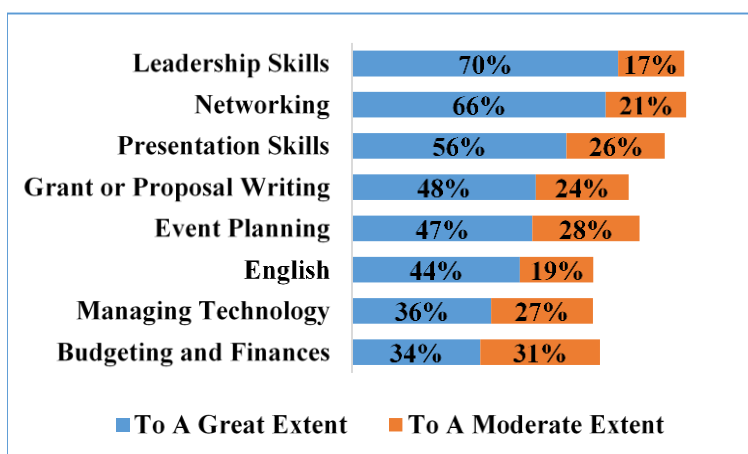 Leadership Skills 70% 17%
Networking 66% 21%
Presentation Skills 56% 26%
Grant or Proposal Writing 48% 24%
Event Planning 47% 28%
English 44% 19%
Managing Technology 36% 27%
Budgeting and Finances 34% 31%
To A Great Extent To A Moderate Extent